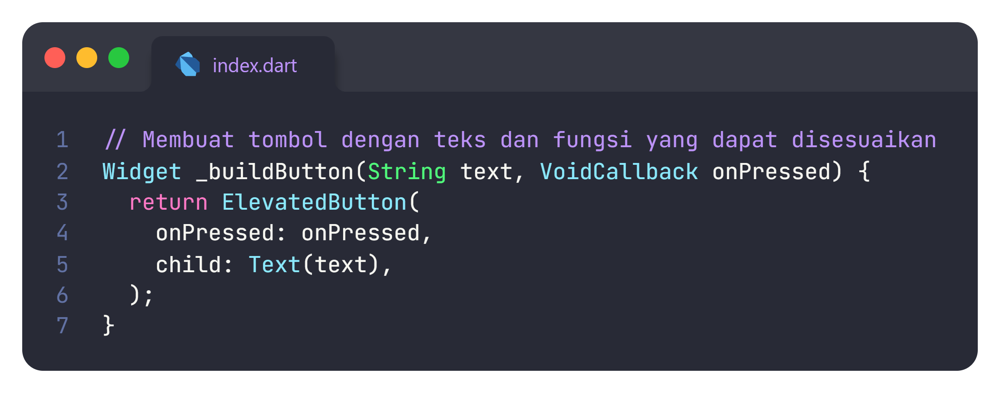 index.dart
1 // Membuat tombol dengan teks dan fungsi yang dapat disesuaikan
2 Widget _buildButton(String text, VoidCallback onPressed) {
3   return ElevatedButton(
4     onPressed: onPressed,
5     child: Text(text),
6   );
7 }